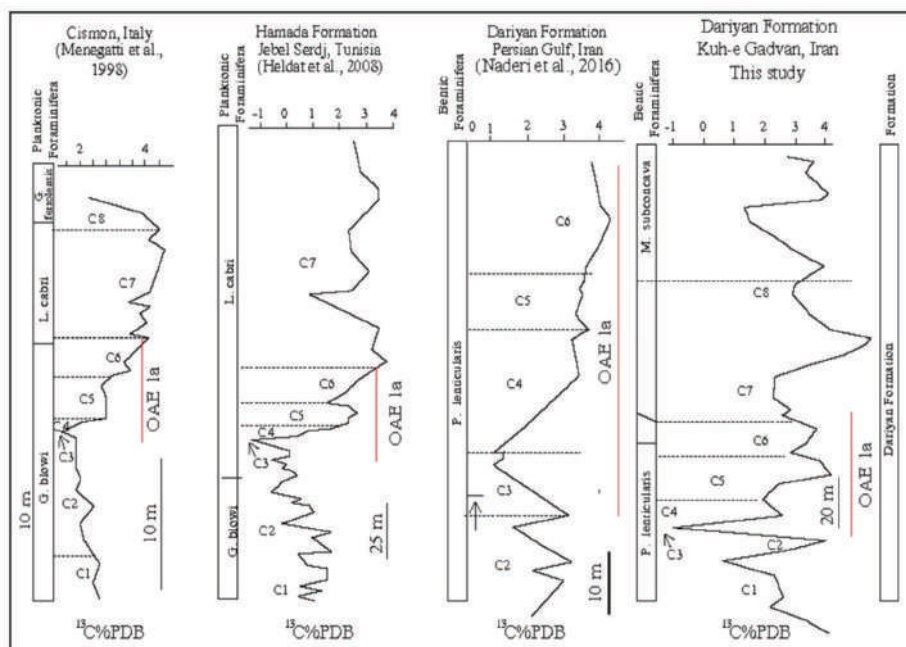 Cismon, Italy
(Menegatti et al.,
1998)
Planktonic
Foraminifera
2 4
G. blowi
L. cabri
10 m
C8
C7
C6
C5
C4
C3
C2
C1
OAE 1a
10 m
¹³C%PDB
Hamada Formation
Jebel Serdj, Tunisia
(Heldat et al., 2008)
Planktonic
Foraminifera
-1 0 1 2 3 4
L. cabri
G. blowi
C7
C6
C5
C4
C3
C2
C1
OAE 1a
25 m
¹³C%PDB
Dariyan Formation
Persian Gulf, Iran
(Naderi et al., 2016)
Bentic
Foraminifera
0 1 2 3 4
P. lenticularis
C6
C5
C4
C3
C2
OAE 1a
10 m
¹³C%PDB
Dariyan Formation
Kuh-e Gadvan, Iran
This study
Bentic
Foraminifera
-1 0 1 2 3 4
M. subconcava
P. lenticularis
C8
C7
C6
C5
C4
C3
C2
C1
20 m
OAE 1a
Formation
Dariyan Formation
¹³C%PDB